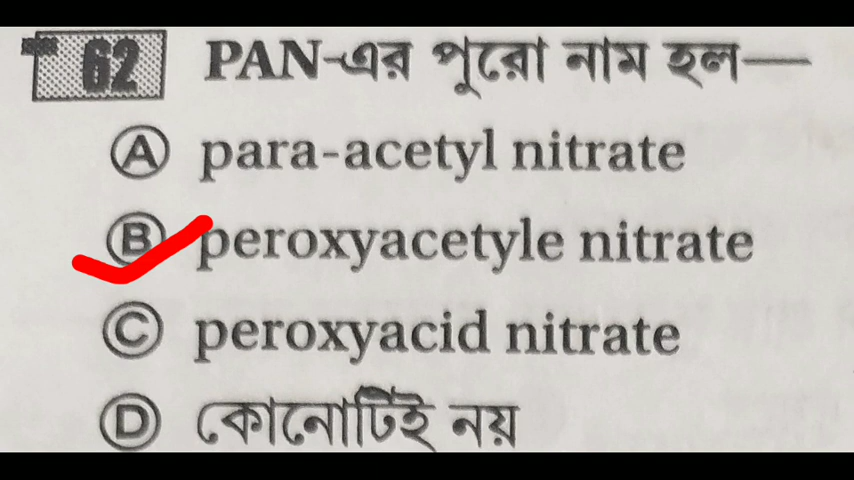 62 PAN-এর পুরো নাম হল—
Ⓐ para-acetyl nitrate
Ⓑ peroxyacetyle nitrate
Ⓒ peroxyacid nitrate
Ⓓ কোনোটিই নয়